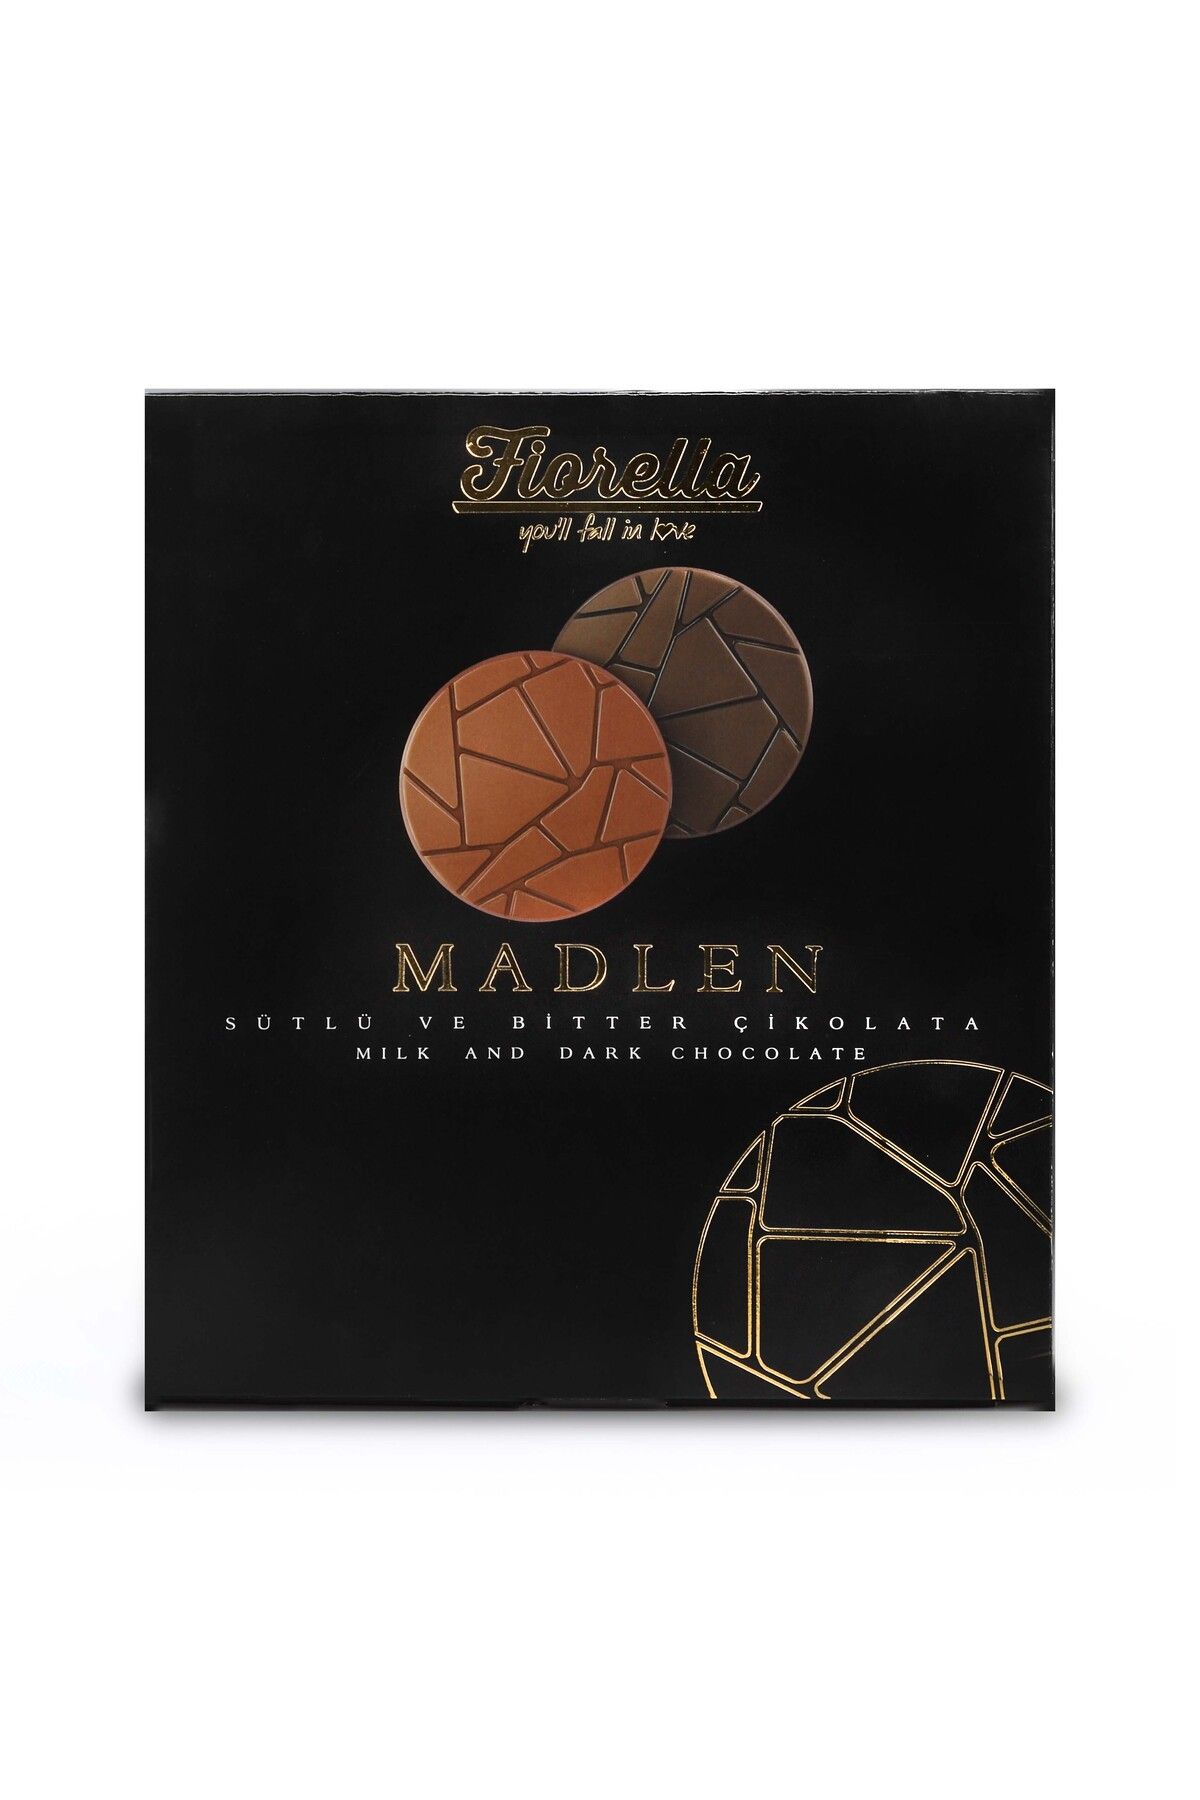 Fiorella
you'll fall in love
MADLEN
SÜTLÜ VE BİTTER ÇİKOLATA
MILK AND DARK CHOCOLATE